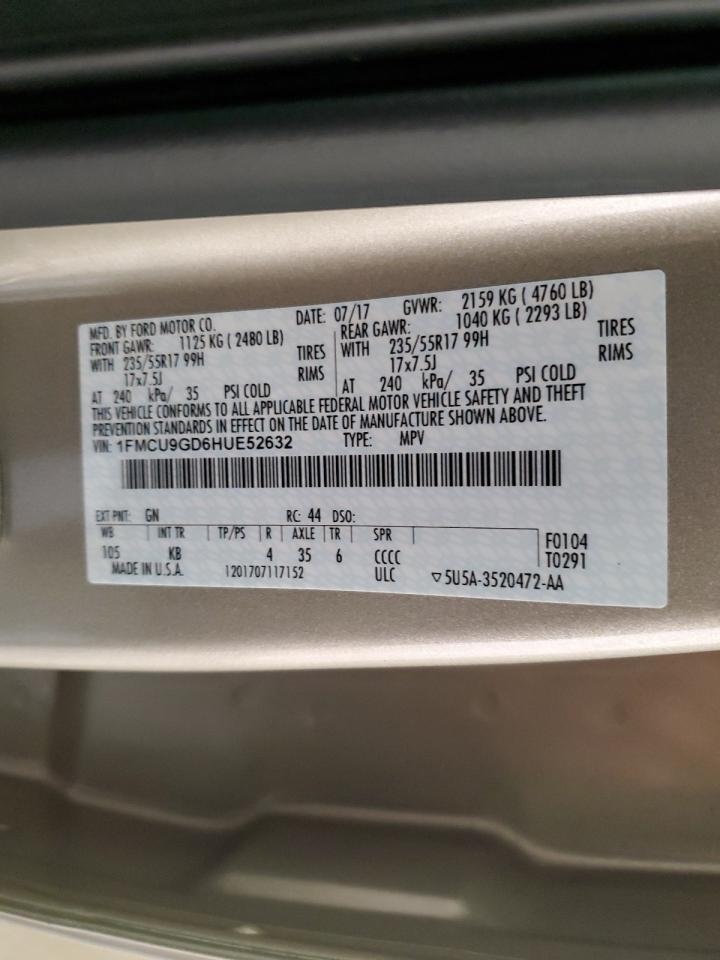 MFD. BY FORD MOTOR CO. DATE: 07/17 GVWR: 2159 KG ( 4760 LB)
FRONT GAWR: 1125 KG ( 2480 LB) REAR GAWR: 1040 KG ( 2293 LB)
WITH 235/55R17 99H TIRES WITH 235/55R17 99H TIRES
17x7.5J RIMS 17x7.5J RIMS
AT 240 kPa/ 35 PSI COLD AT 240 kPa/ 35 PSI COLD
THIS VEHICLE CONFORMS TO ALL APPLICABLE FEDERAL MOTOR VEHICLE SAFETY AND THEFT
PREVENTION STANDARDS IN EFFECT ON THE DATE OF MANUFACTURE SHOWN ABOVE.
VIN: 1FMCU9GD6HUE52632 TYPE: MPV
EXT PNT: GN RC: 44 DSO:
WB INT TR TP/PS R AXLE TR SPR F0104
105 KB 4 35 6 CCCC T0291
MADE IN U.S.A. 1201707117152 ULC ▽5U5A-3520472-AA